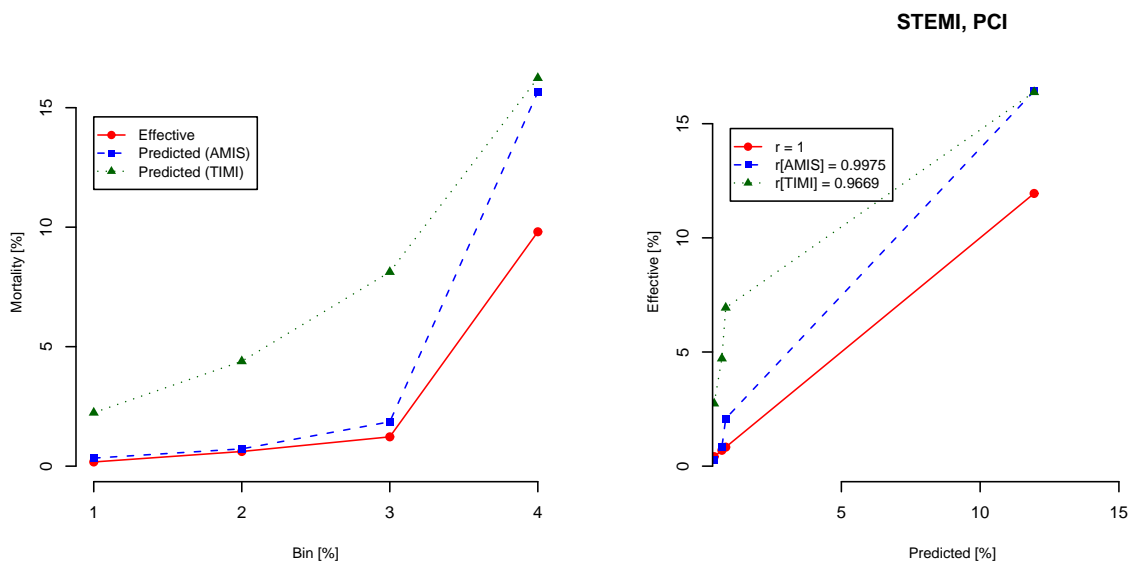 STEMI, PCI
Mortality [%]
15
10
5
0
Effective
Predicted (AMIS)
Predicted (TIMI)
1
2
3
4
Bin [%]
Effective [%]
15
10
5
0
r = 1
r[AMIS] = 0.9975
r[TIMI] = 0.9669
5
10
15
Predicted [%]